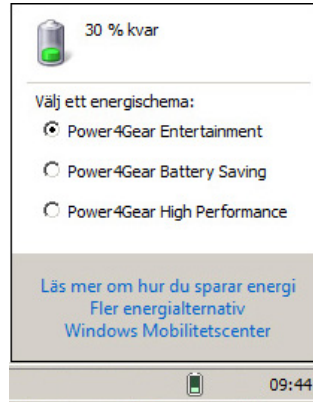 30 % kvar
Välj ett energischema:
Power4Gear Entertainment
Power4Gear Battery Saving
Power4Gear High Performance
Läs mer om hur du sparar energi
Fler energialternativ
Windows Mobilitetscenter
09:44